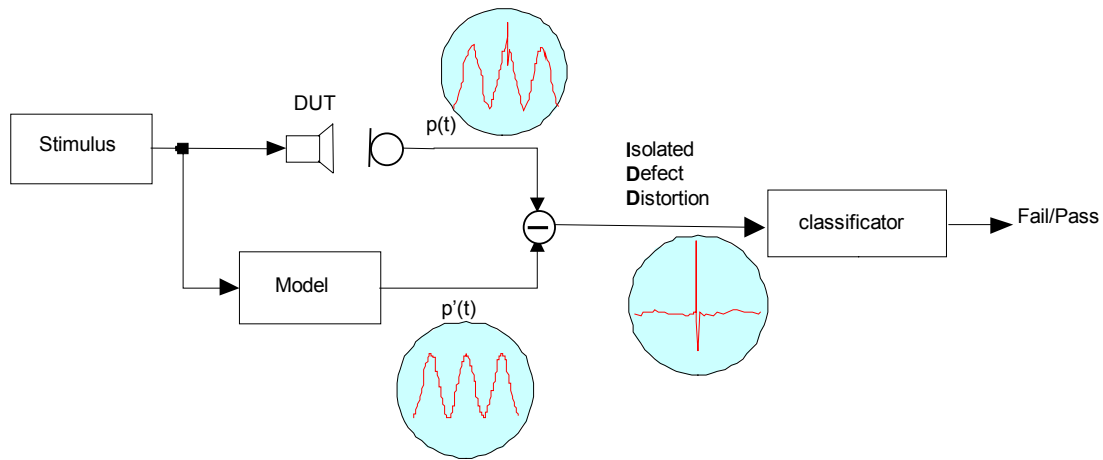 DUT
p(t)
Stimulus
Isolated
Defect
Distortion
classificator
Fail/Pass
Model
p'(t)